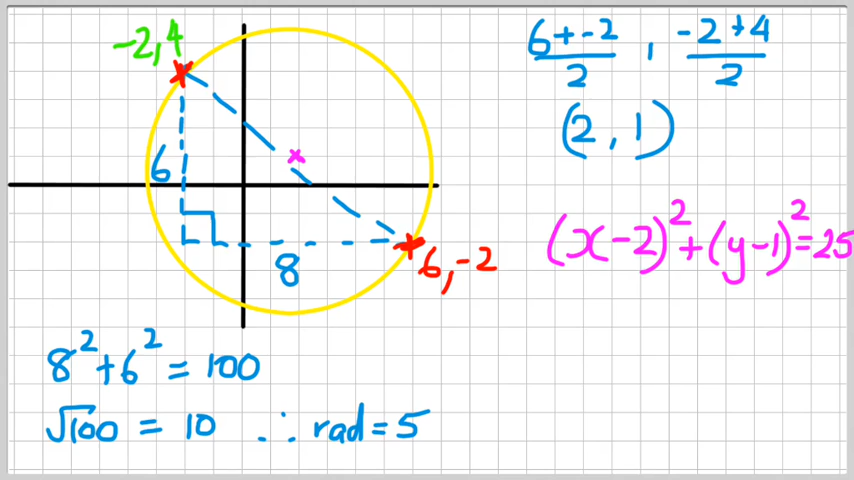 -2,4
6
8
6,-2
8² + 6² = 100
√100 = 10 ∴ rad = 5
6+-2/2 , -2+4/2
(2, 1)
(x-2)²+(y-1)²=25